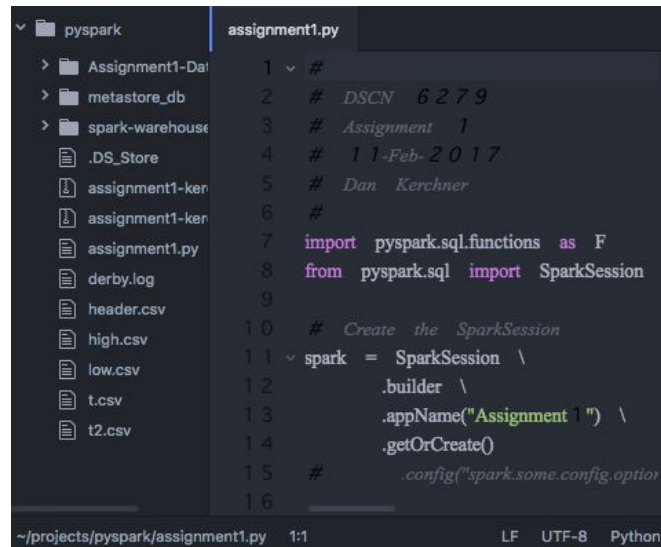 pyspark
Assignment1-Dat
metastore_db
spark-warehouse
.DS_Store
assignment1-ker
assignment1-ker
assignment1.py
derby.log
header.csv
high.csv
low.csv
t.csv
t2.csv
assignment1.py
1 #
2 # DSCN 6279
3 # Assignment 1
4 # 11-Feb-2017
5 # Dan Kerchner
6 #
7 import pyspark.sql.functions as F
8 from pyspark.sql import SparkSession
9
10 # Create the SparkSession
11 spark = SparkSession \
12 .builder \
13 .appName("Assignment 1") \
14 .getOrCreate()
15 # .config("spark.some.config.option
16
~/projects/pyspark/assignment1.py 1:1 LF UTF-8 Python